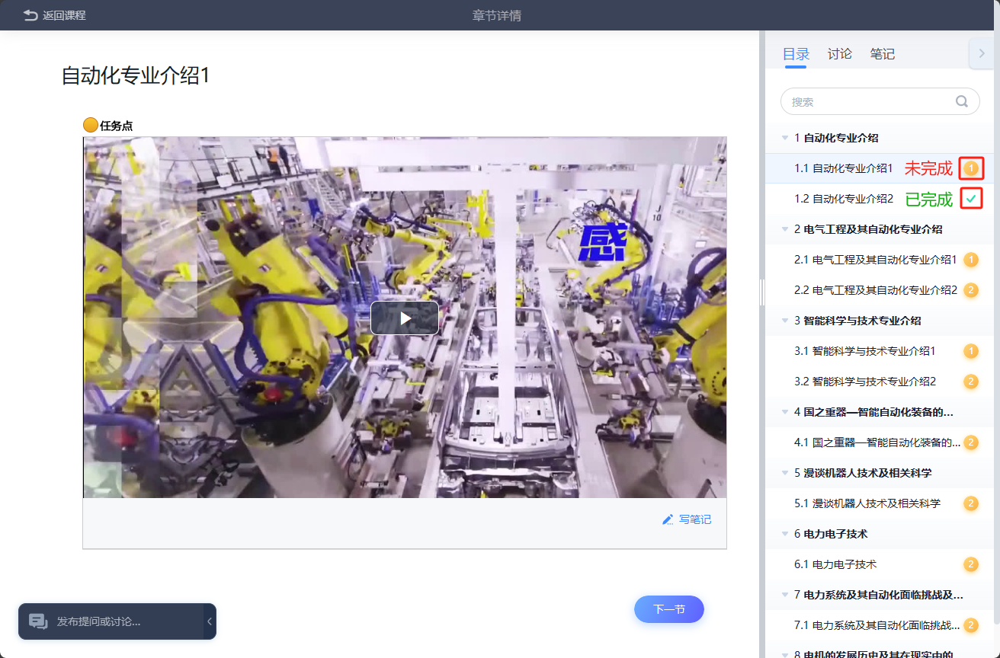 返回课程
章节详情
自动化专业介绍1
任务点
感
10
写笔记
下一节
发布提问或讨论...
目录 讨论 笔记
搜索
1 自动化专业介绍
1.1 自动化专业介绍1 未完成 1
1.2 自动化专业介绍2 已完成
2 电气工程及其自动化专业介绍
2.1 电气工程及其自动化专业介绍1 1
2.2 电气工程及其自动化专业介绍2 2
3 智能科学与技术专业介绍
3.1 智能科学与技术专业介绍1 1
3.2 智能科学与技术专业介绍2 2
4 国之重器—智能自动化装备的...
4.1 国之重器—智能自动化装备的... 2
5 漫谈机器人技术及相关科学
5.1 漫谈机器人技术及相关科学 2
6 电力电子技术
6.1 电力电子技术 2
7 电力系统及其自动化面临挑战及...
7.1 电力系统及其自动化面临挑战... 2
8 电机的发展历史及其在现实中的